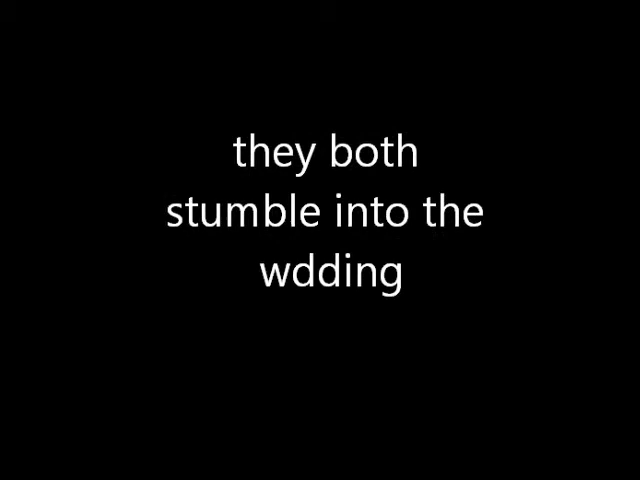 they both
stumble into the
wdding